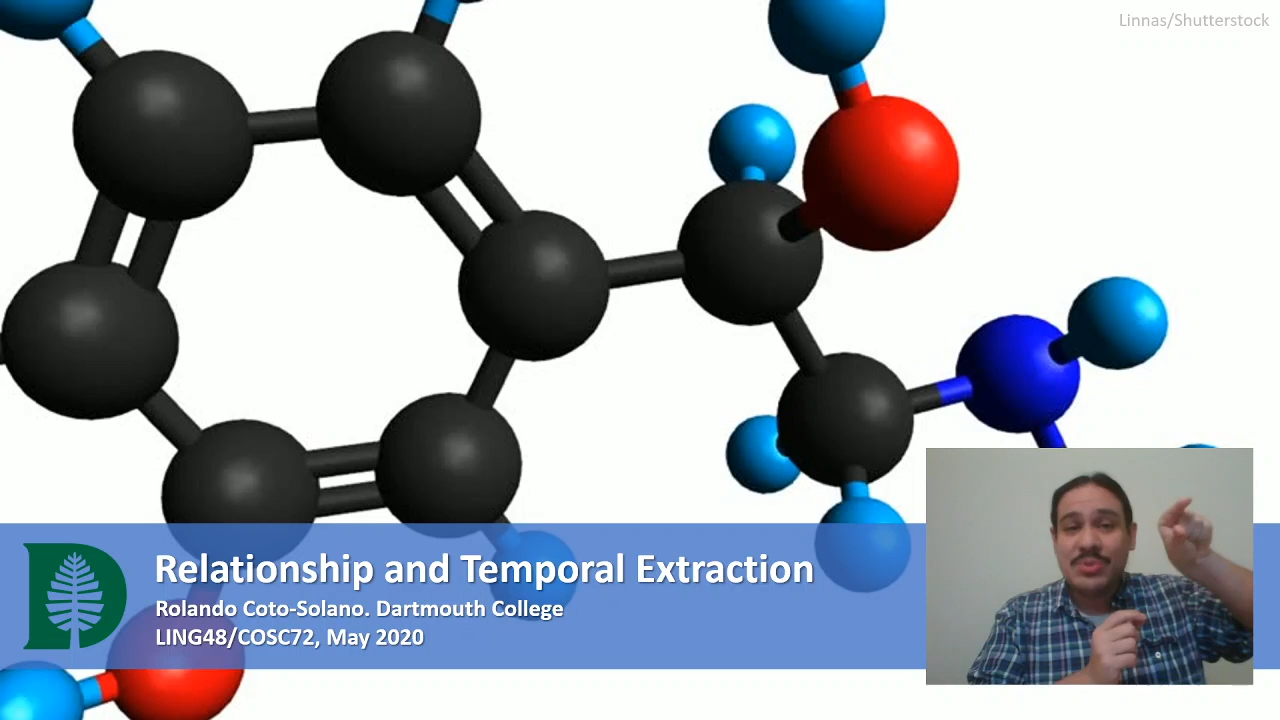 Linnas/Shutterstock
Relationship and Temporal Extraction
Rolando Coto-Solano. Dartmouth College
LING48/COSC72, May 2020